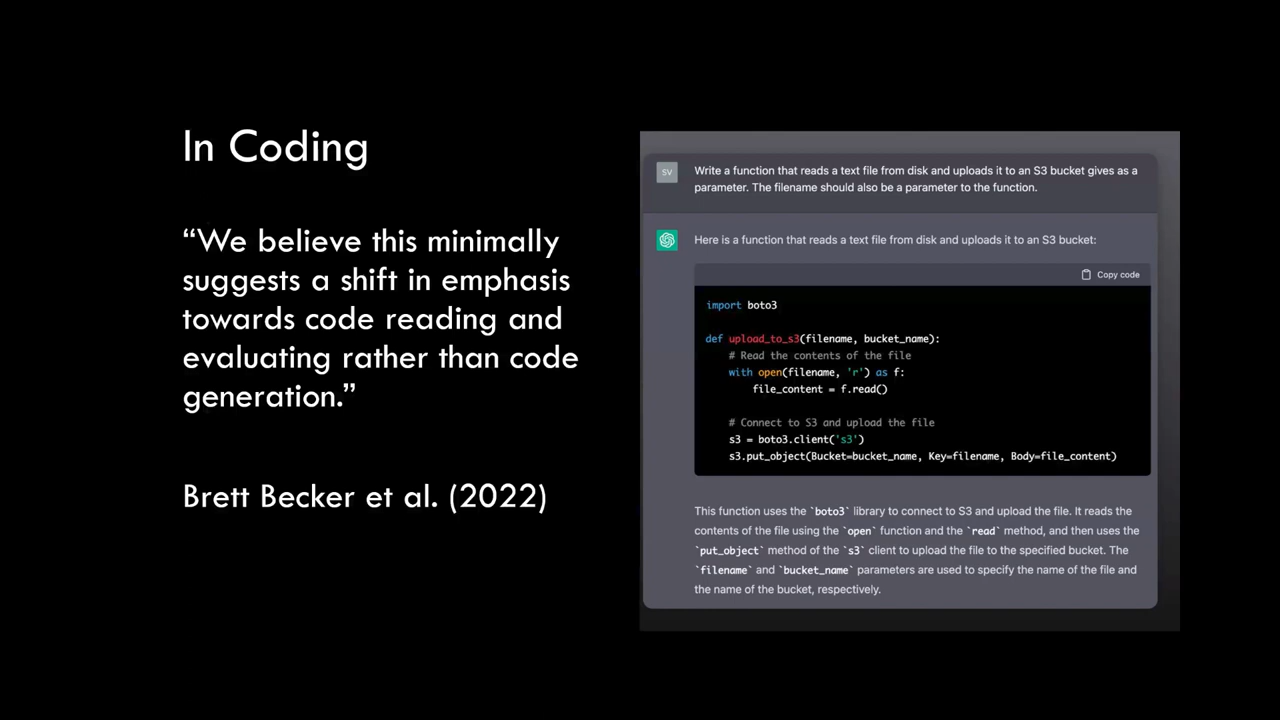 In Coding
“We believe this minimally
suggests a shift in emphasis
towards code reading and
evaluating rather than code
generation.”
Brett Becker et al. (2022)
SV
Write a function that reads a text file from disk and uploads it to an S3 bucket gives as a
parameter. The filename should also be a parameter to the function.
Here is a function that reads a text file from disk and uploads it to an S3 bucket:
Copy code
import boto3
def upload_to_s3(filename, bucket_name):
# Read the contents of the file
with open(filename, 'r') as f:
file_content = f.read()
# Connect to S3 and upload the file
s3 = boto3.client('s3')
s3.put_object(Bucket=bucket_name, Key=filename, Body=file_content)
This function uses the `boto3` library to connect to S3 and upload the file. It reads the
contents of the file using the `open` function and the `read` method, and then uses the
`put_object` method of the `s3` client to upload the file to the specified bucket. The
`filename` and `bucket_name` parameters are used to specify the name of the file and
the name of the bucket, respectively.